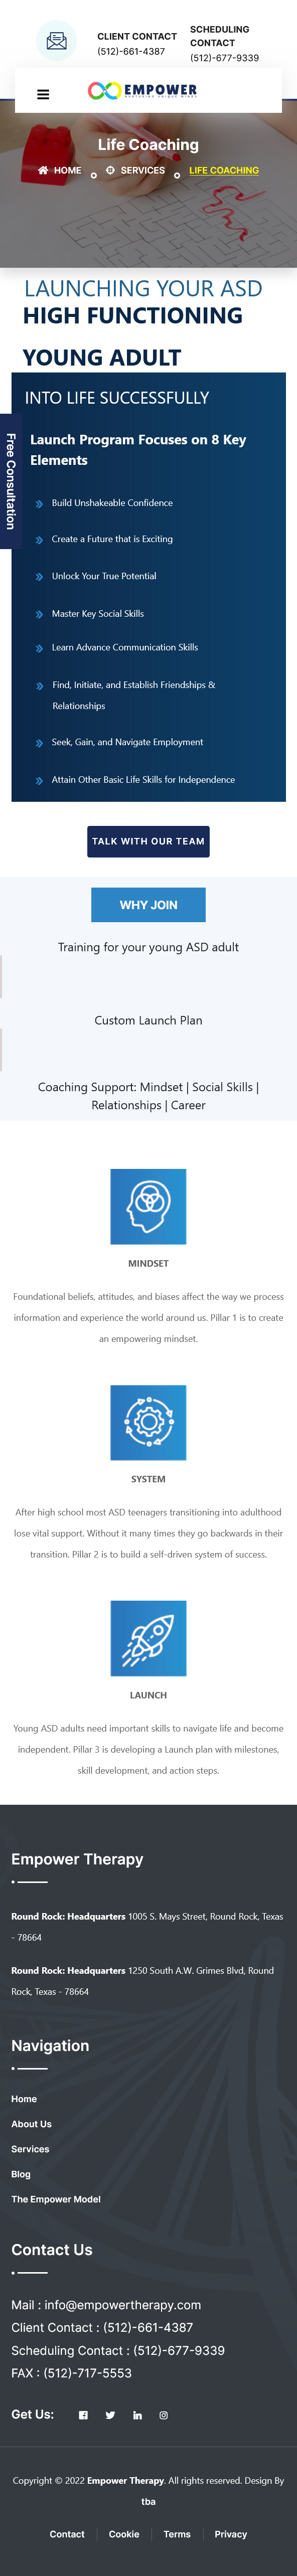 CLIENT CONTACT
(512)-661-4387
SCHEDULING
CONTACT
(512)-677-9339
EMPOWER
Life Coaching
HOME
SERVICES
LIFE COACHING
LAUNCHING YOUR ASD
HIGH FUNCTIONING
YOUNG ADULT
INTO LIFE SUCCESSFULLY
Free Consultation
Launch Program Focuses on 8 Key
Elements
Build Unshakeable Confidence
Create a Future that is Exciting
Unlock Your True Potential
Master Key Social Skills
Learn Advance Communication Skills
Find, Initiate, and Establish Friendships &
Relationships
Seek, Gain, and Navigate Employment
Attain Other Basic Life Skills for Independence
TALK WITH OUR TEAM
WHY JOIN
Training for your young ASD adult
Custom Launch Plan
Coaching Support: Mindset | Social Skills |
Relationships | Career
MINDSET
Foundational beliefs, attitudes, and biases affect the way we process
information and experience the world around us. Pillar 1 is to create
an empowering mindset.
SYSTEM
After high school most ASD teenagers transitioning into adulthood
lose vital support. Without it many times they go backwards in their
transition. Pillar 2 is to build a self-driven system of success.
LAUNCH
Young ASD adults need important skills to navigate life and become
independent. Pillar 3 is developing a Launch plan with milestones,
skill development, and action steps.
Empower Therapy
Round Rock: Headquarters 1005 S. Mays Street, Round Rock, Texas
- 78664
Round Rock: Headquarters 1250 South A.W. Grimes Blvd, Round
Rock, Texas - 78664
Navigation
Home
About Us
Services
Blog
The Empower Model
Contact Us
Mail : info@empowertherapy.com
Client Contact : (512)-661-4387
Scheduling Contact : (512)-677-9339
FAX : (512)-717-5553
Get Us:
Copyright © 2022 Empower Therapy. All rights reserved. Design By
tba
Contact
Cookie
Terms
Privacy